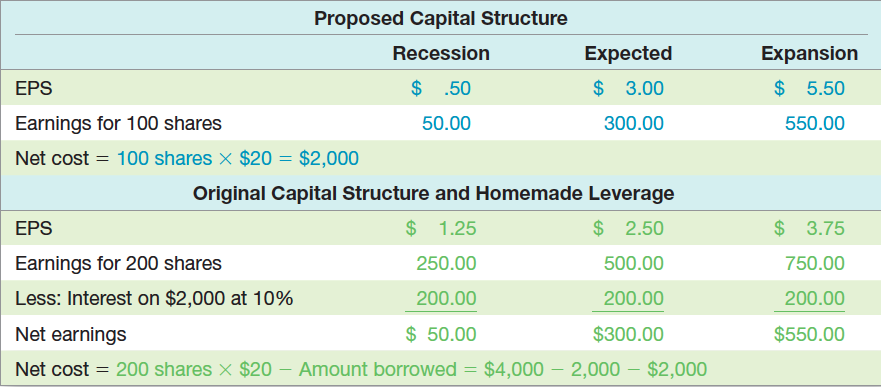 Proposed Capital Structure
Recession Expected Expansion
EPS $ .50 $ 3.00 $ 5.50
Earnings for 100 shares 50.00 300.00 550.00
Net cost = 100 shares × $20 = $2,000
Original Capital Structure and Homemade Leverage
EPS $ 1.25 $ 2.50 $ 3.75
Earnings for 200 shares 250.00 500.00 750.00
Less: Interest on $2,000 at 10% 200.00 200.00 200.00
Net earnings $ 50.00 $300.00 $550.00
Net cost = 200 shares × $20 − Amount borrowed = $4,000 − 2,000 − $2,000